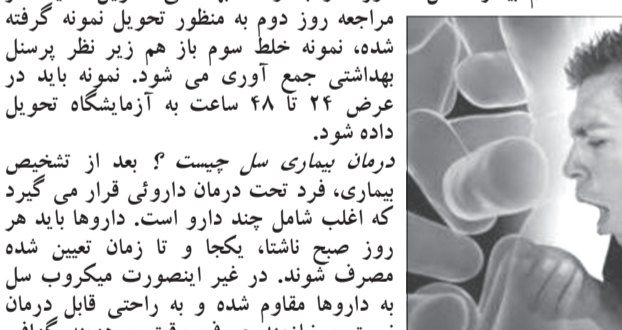 مراجعه روز دوم به منظور تحویل نمونه گرفته
شده، نمونه خلط سوم باز هم زیر نظر پرسنل
بهداشتی جمع آوری می شود. نمونه باید در
عرض ۲۴ تا ۴۸ ساعت به آزمایشگاه تحویل
داده شود.
درمان بیماری سل چیست ؟ بعد از تشخیص
بیماری، فرد تحت درمان داروئی قرار می گیرد
که اغلب شامل چند دارو است. داروها باید هر
روز صبح ناشتا، یکجا و تا زمان تعیین شده
مصرف شوند. در غیر اینصورت میکروب سل
به داروها مقاوم شده و به راحتی قابل درمان